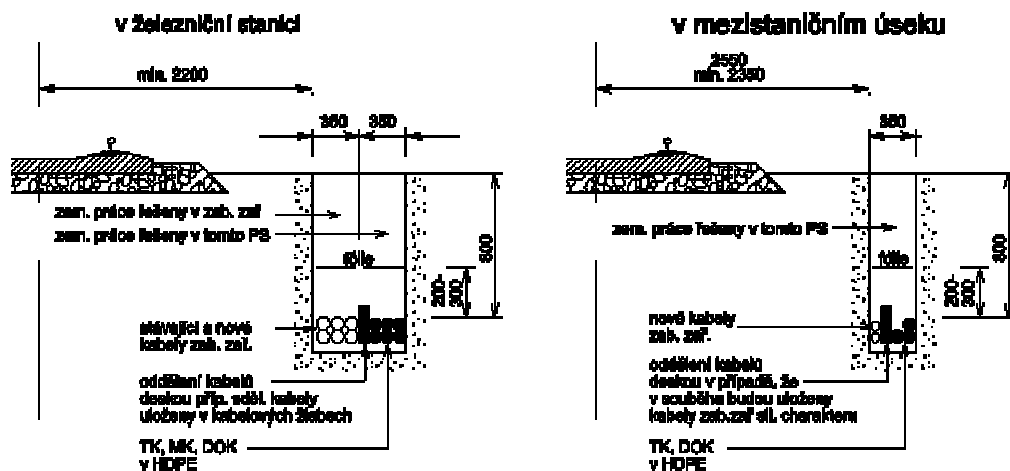 v železniční stanici
min. 2200
350 350
zem. práce řešeny v zab. zař
zem. práce řešeny v tomto PS
fólie
800
200-
300
stávající a nové
kabely zab. zař.
oddělení kabelů
deskou příp. sděl. kabely
uloženy v kabelových žlabech
TK, MK, DOK
v HDPE
v mezistaničním úseku
2550
min. 2350
350
zem. práce řešeny v tomto PS
fólie
800
200-
300
nové kabely
zab. zař.
oddělení kabelů
deskou v případě, že
v souběhu budou uloženy
kabely zab.zař sil. charakteru
TK, DOK
v HDPE